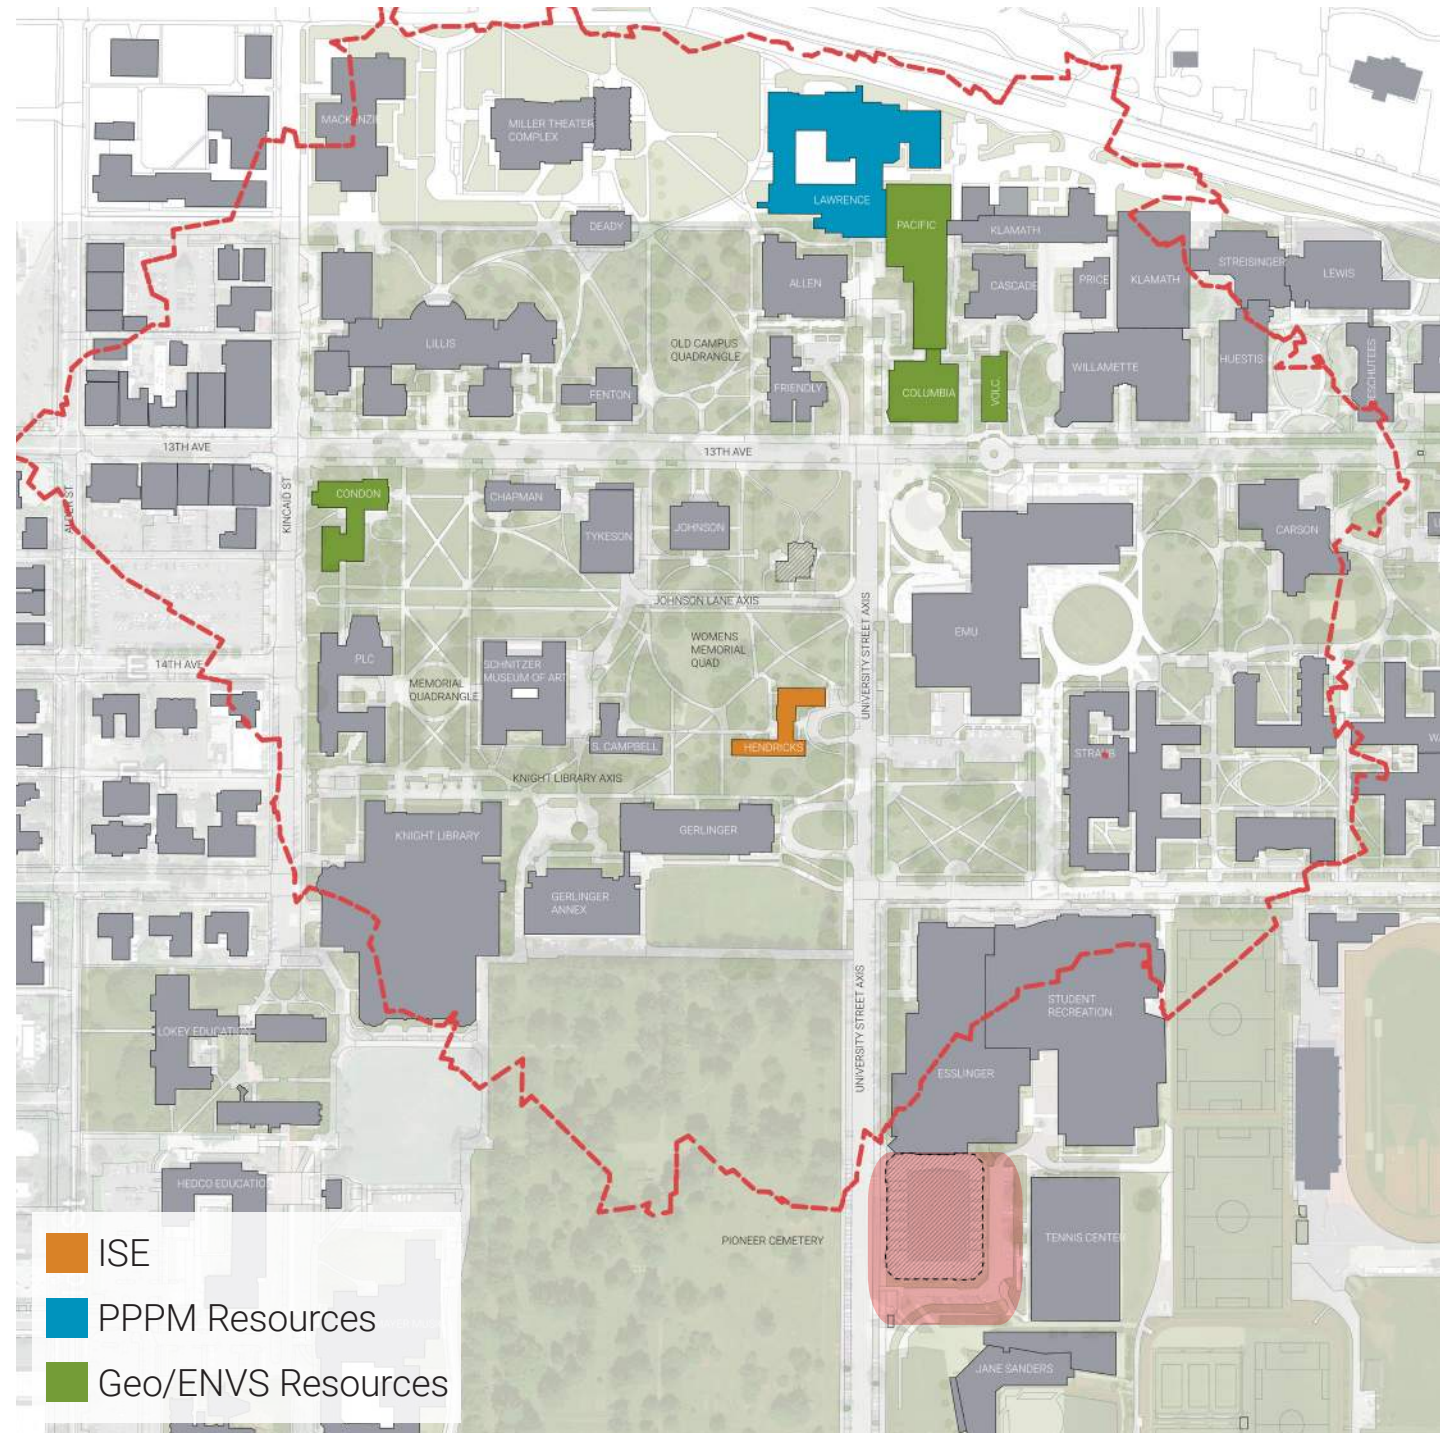 MACKENZIE
MILLER THEATER
COMPLEX
LAWRENCE
DEADY
PACIFIC
KLAMATH
ALLEN
CASCADE
PRICE
KLAMATH
STREISINGER
LEWIS
LILLIS
OLD CAMPUS
QUADRANGLE
FENTON
FRIENDLY
COLUMBIA
VOLC.
WILLAMETTE
HUESTIS
DESCHUTEES
13TH AVE
13TH AVE
ALDER ST
KINCAID ST
CONDON
CHAPMAN
TYKESON
JOHNSON
CARSON
JOHNSON LANE AXIS
UNIVERSITY STREET AXIS
EMU
14TH AVE
PLC
MEMORIAL
QUADRANGLE
SCHNITZER
MUSEUM OF ART
WOMENS
MEMORIAL
QUAD
S. CAMPBELL
HENDRICKS
STRAUB
KNIGHT LIBRARY AXIS
KNIGHT LIBRARY
GERLINGER
GERLINGER
ANNEX
UNIVERSITY STREET AXIS
STUDENT
RECREATION
ESSLINGER
LOKEY EDUCATION
HEDCO EDUCATIO
PIONEER CEMETERY
TENNIS CENTER
JANE SANDERS
ISE
PPPM Resources
Geo/ENVS Resources